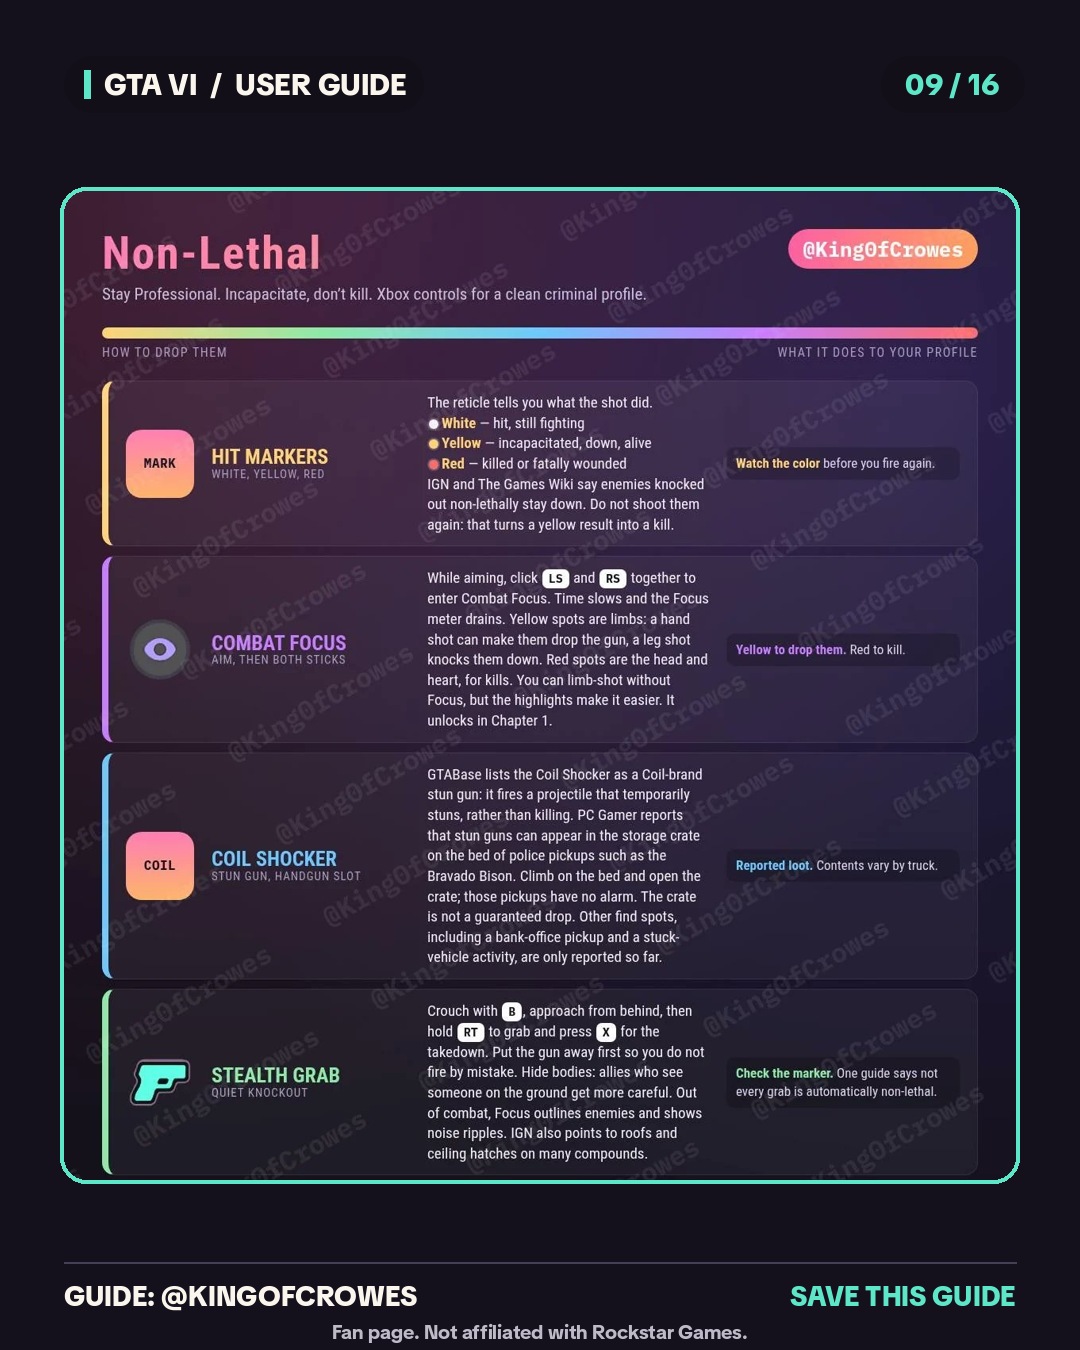 GTA VI / USER GUIDE
09 / 16
Non-Lethal
@KingOfCrowes
Stay Professional. Incapacitate, don't kill. Xbox controls for a clean criminal profile.
HOW TO DROP THEM
WHAT IT DOES TO YOUR PROFILE
MARK
HIT MARKERS
WHITE, YELLOW, RED
The reticle tells you what the shot did.
White — hit, still fighting
Yellow — incapacitated, down, alive
Red — killed or fatally wounded
IGN and The Games Wiki say enemies knocked
out non-lethally stay down. Do not shoot them
again: that turns a yellow result into a kill.
Watch the color before you fire again.
COMBAT FOCUS
AIM, THEN BOTH STICKS
While aiming, click LS and RS together to
enter Combat Focus. Time slows and the Focus
meter drains. Yellow spots are limbs: a hand
shot can make them drop the gun, a leg shot
knocks them down. Red spots are the head and
heart, for kills. You can limb-shot without
Focus, but the highlights make it easier. It
unlocks in Chapter 1.
Yellow to drop them. Red to kill.
COIL
COIL SHOCKER
STUN GUN, HANDGUN SLOT
GTABase lists the Coil Shocker as a Coil-brand
stun gun: it fires a projectile that temporarily
stuns, rather than killing. PC Gamer reports
that stun guns can appear in the storage crate
on the bed of police pickups such as the
Bravado Bison. Climb on the bed and open the
crate; those pickups have no alarm. The crate
is not a guaranteed drop. Other find spots,
including a bank-office pickup and a stuck-
vehicle activity, are only reported so far.
Reported loot. Contents vary by truck.
STEALTH GRAB
QUIET KNOCKOUT
Crouch with B, approach from behind, then
hold RT to grab and press X for the
takedown. Put the gun away first so you do not
fire by mistake. Hide bodies: allies who see
someone on the ground get more careful. Out
of combat, Focus outlines enemies and shows
noise ripples. IGN also points to roofs and
ceiling hatches on many compounds.
Check the marker. One guide says not
every grab is automatically non-lethal.
GUIDE: @KINGOFCROWES
SAVE THIS GUIDE
Fan page. Not affiliated with Rockstar Games.